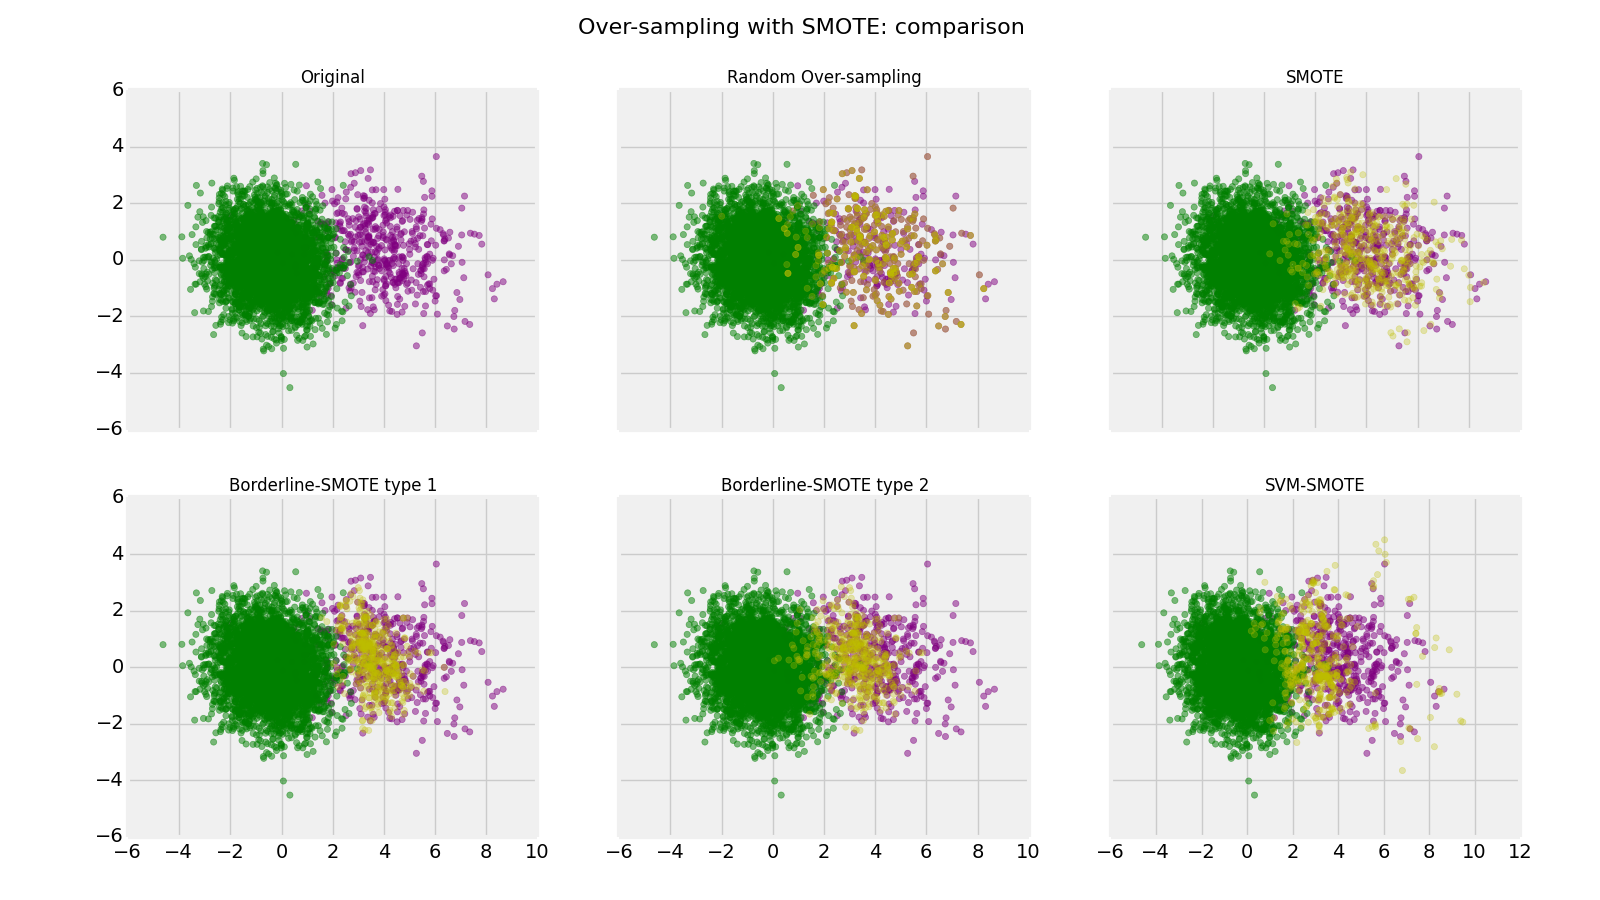 Over-sampling with SMOTE: comparison
Original
Random Over-sampling
SMOTE
6
4
2
0
−2
−4
−6
Borderline-SMOTE type 1
Borderline-SMOTE type 2
SVM-SMOTE
6
4
2
0
−2
−4
−6
−6 −4 −2 0 2 4 6 8 10
−6 −4 −2 0 2 4 6 8 10
−6 −4 −2 0 2 4 6 8 10 12